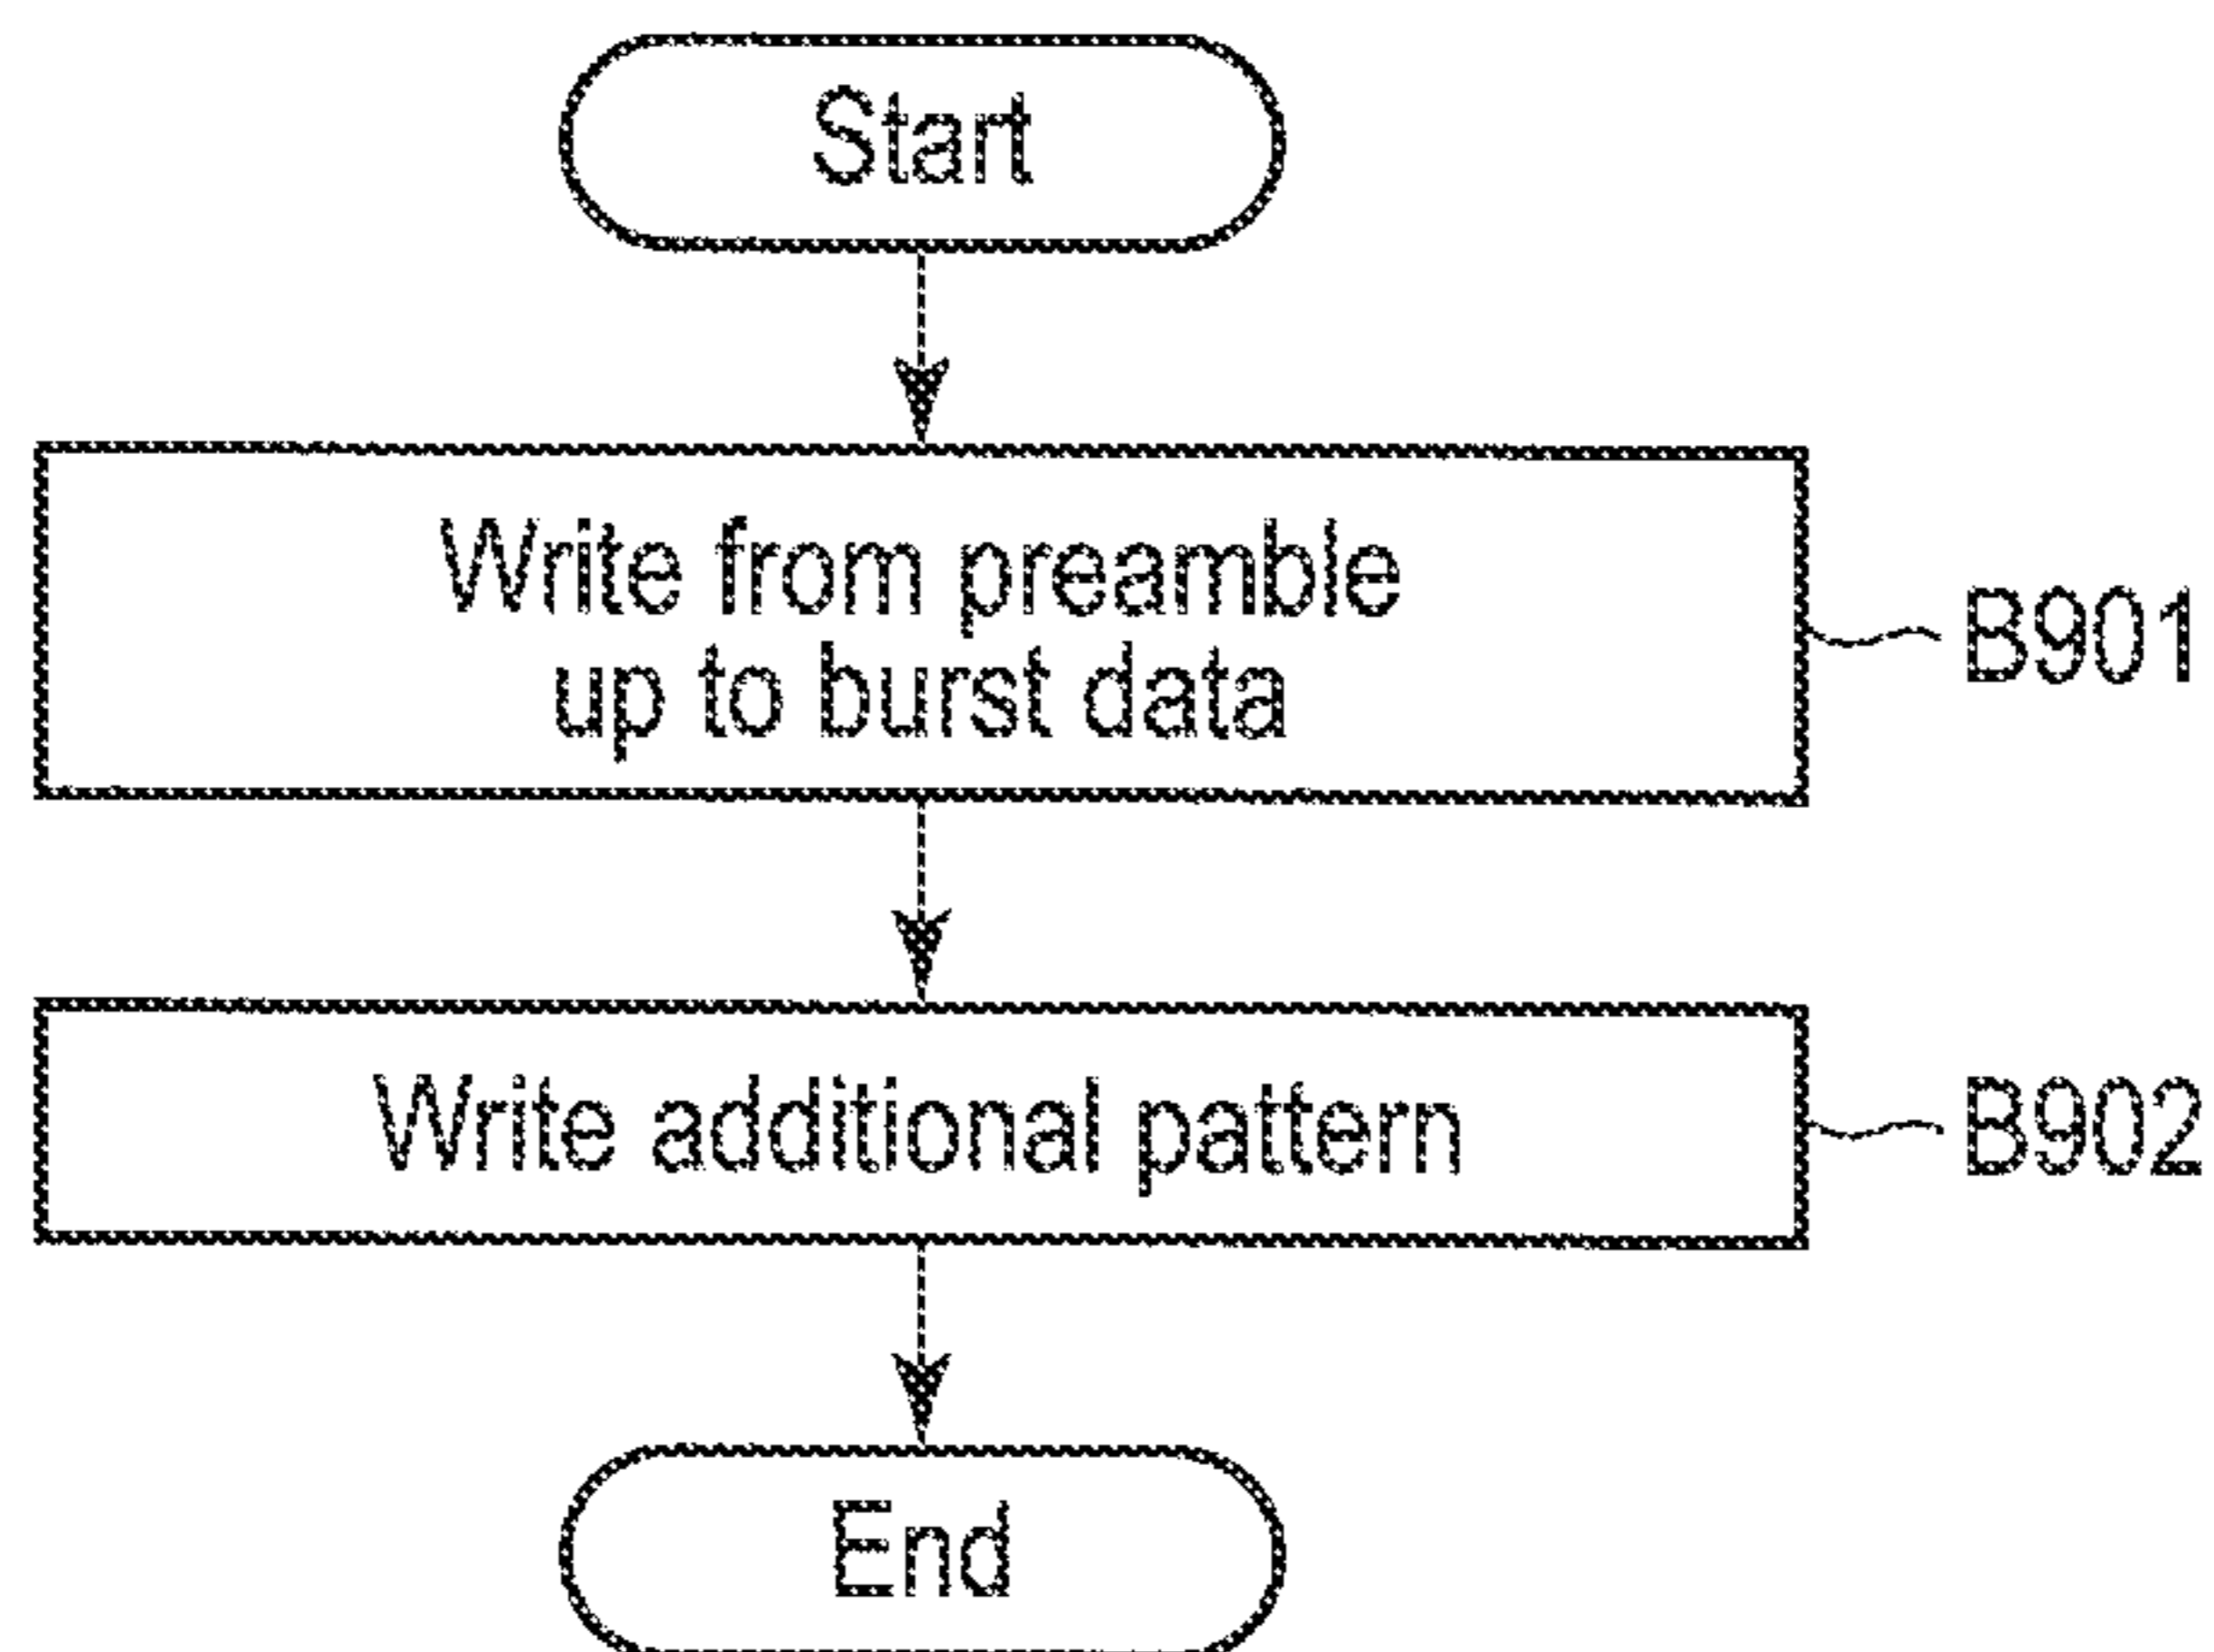 Start
Write from preamble
up to burst data
B901
Write additional pattern
B902
End